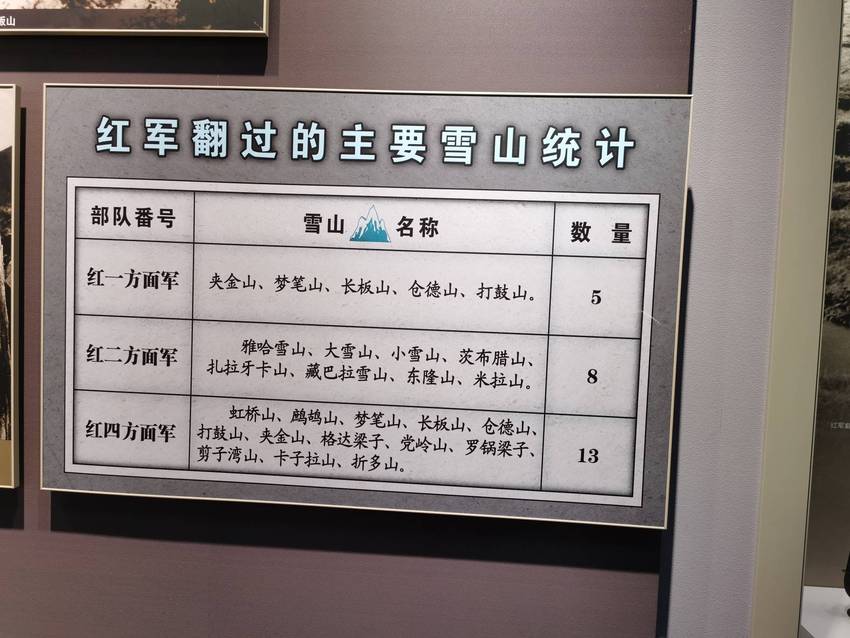 红军翻过的主要雪山统计
部队番号 雪山 名称 数 量
红一方面军 夹金山、梦笔山、长板山、仓德山、打鼓山。 5
红二方面军 雅哈雪山、大雪山、小雪山、茨布腊山、
扎拉牙卡山、藏巴拉雪山、东隆山、米拉山。 8
红四方面军 虹桥山、鹧鸪山、梦笔山、长板山、仓德山、
打鼓山、夹金山、格达梁子、党岭山、罗锅梁子、
剪子湾山、卡子拉山、折多山。 13